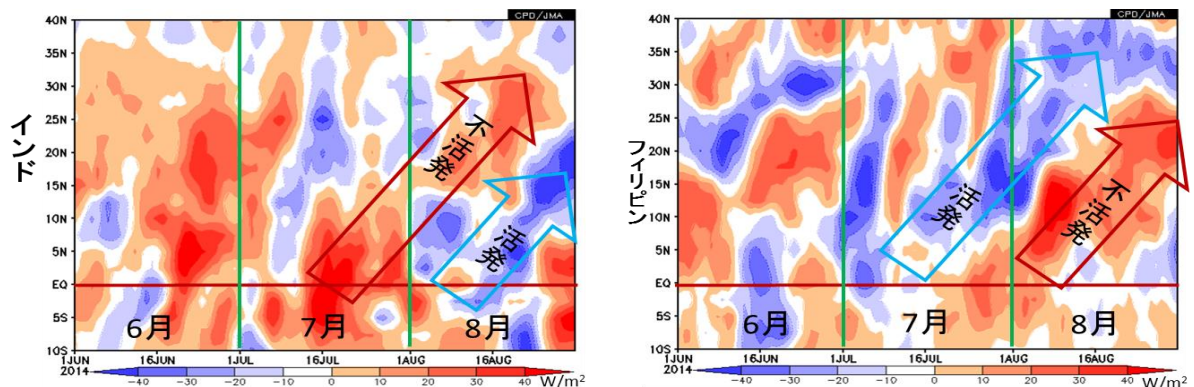 CPD/JMA
インド
40N
35N
30N
25N
20N
15N
10N
5N
EQ
5S
10S
不活発
活発
6月 7月 8月
1JUN 16JUN 1JUL 16JUL 1AUG 16AUG
2014
-40 -30 -20 -10 0 10 20 30 40 W/m²
CPD/JMA
フィリピン
40N
35N
30N
25N
20N
15N
10N
5N
EQ
5S
10S
活発
不活発
6月 7月 8月
1JUN 16JUN 1JUL 16JUL 1AUG 16AUG
2014
-40 -30 -20 -10 0 10 20 30 40 W/m²